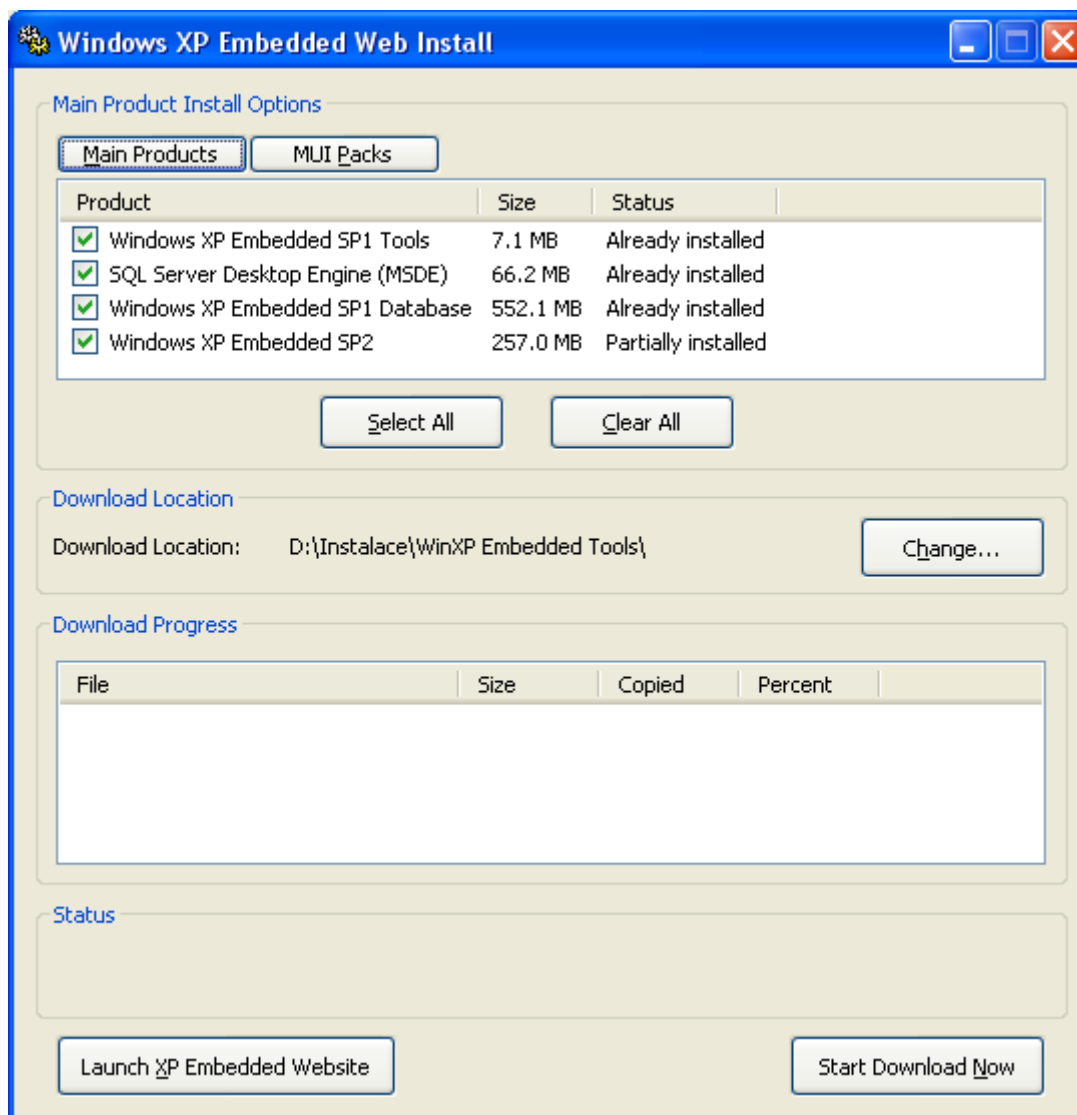 Windows XP Embedded Web Install
Main Product Install Options
Main Products MUI Packs
Product Size Status
Windows XP Embedded SP1 Tools 7.1 MB Already installed
SQL Server Desktop Engine (MSDE) 66.2 MB Already installed
Windows XP Embedded SP1 Database 552.1 MB Already installed
Windows XP Embedded SP2 257.0 MB Partially installed
Select All Clear All
Download Location
Download Location: D:\Instalace\WinXP Embedded Tools\ Change...
Download Progress
File Size Copied Percent
Status
Launch XP Embedded Website Start Download Now